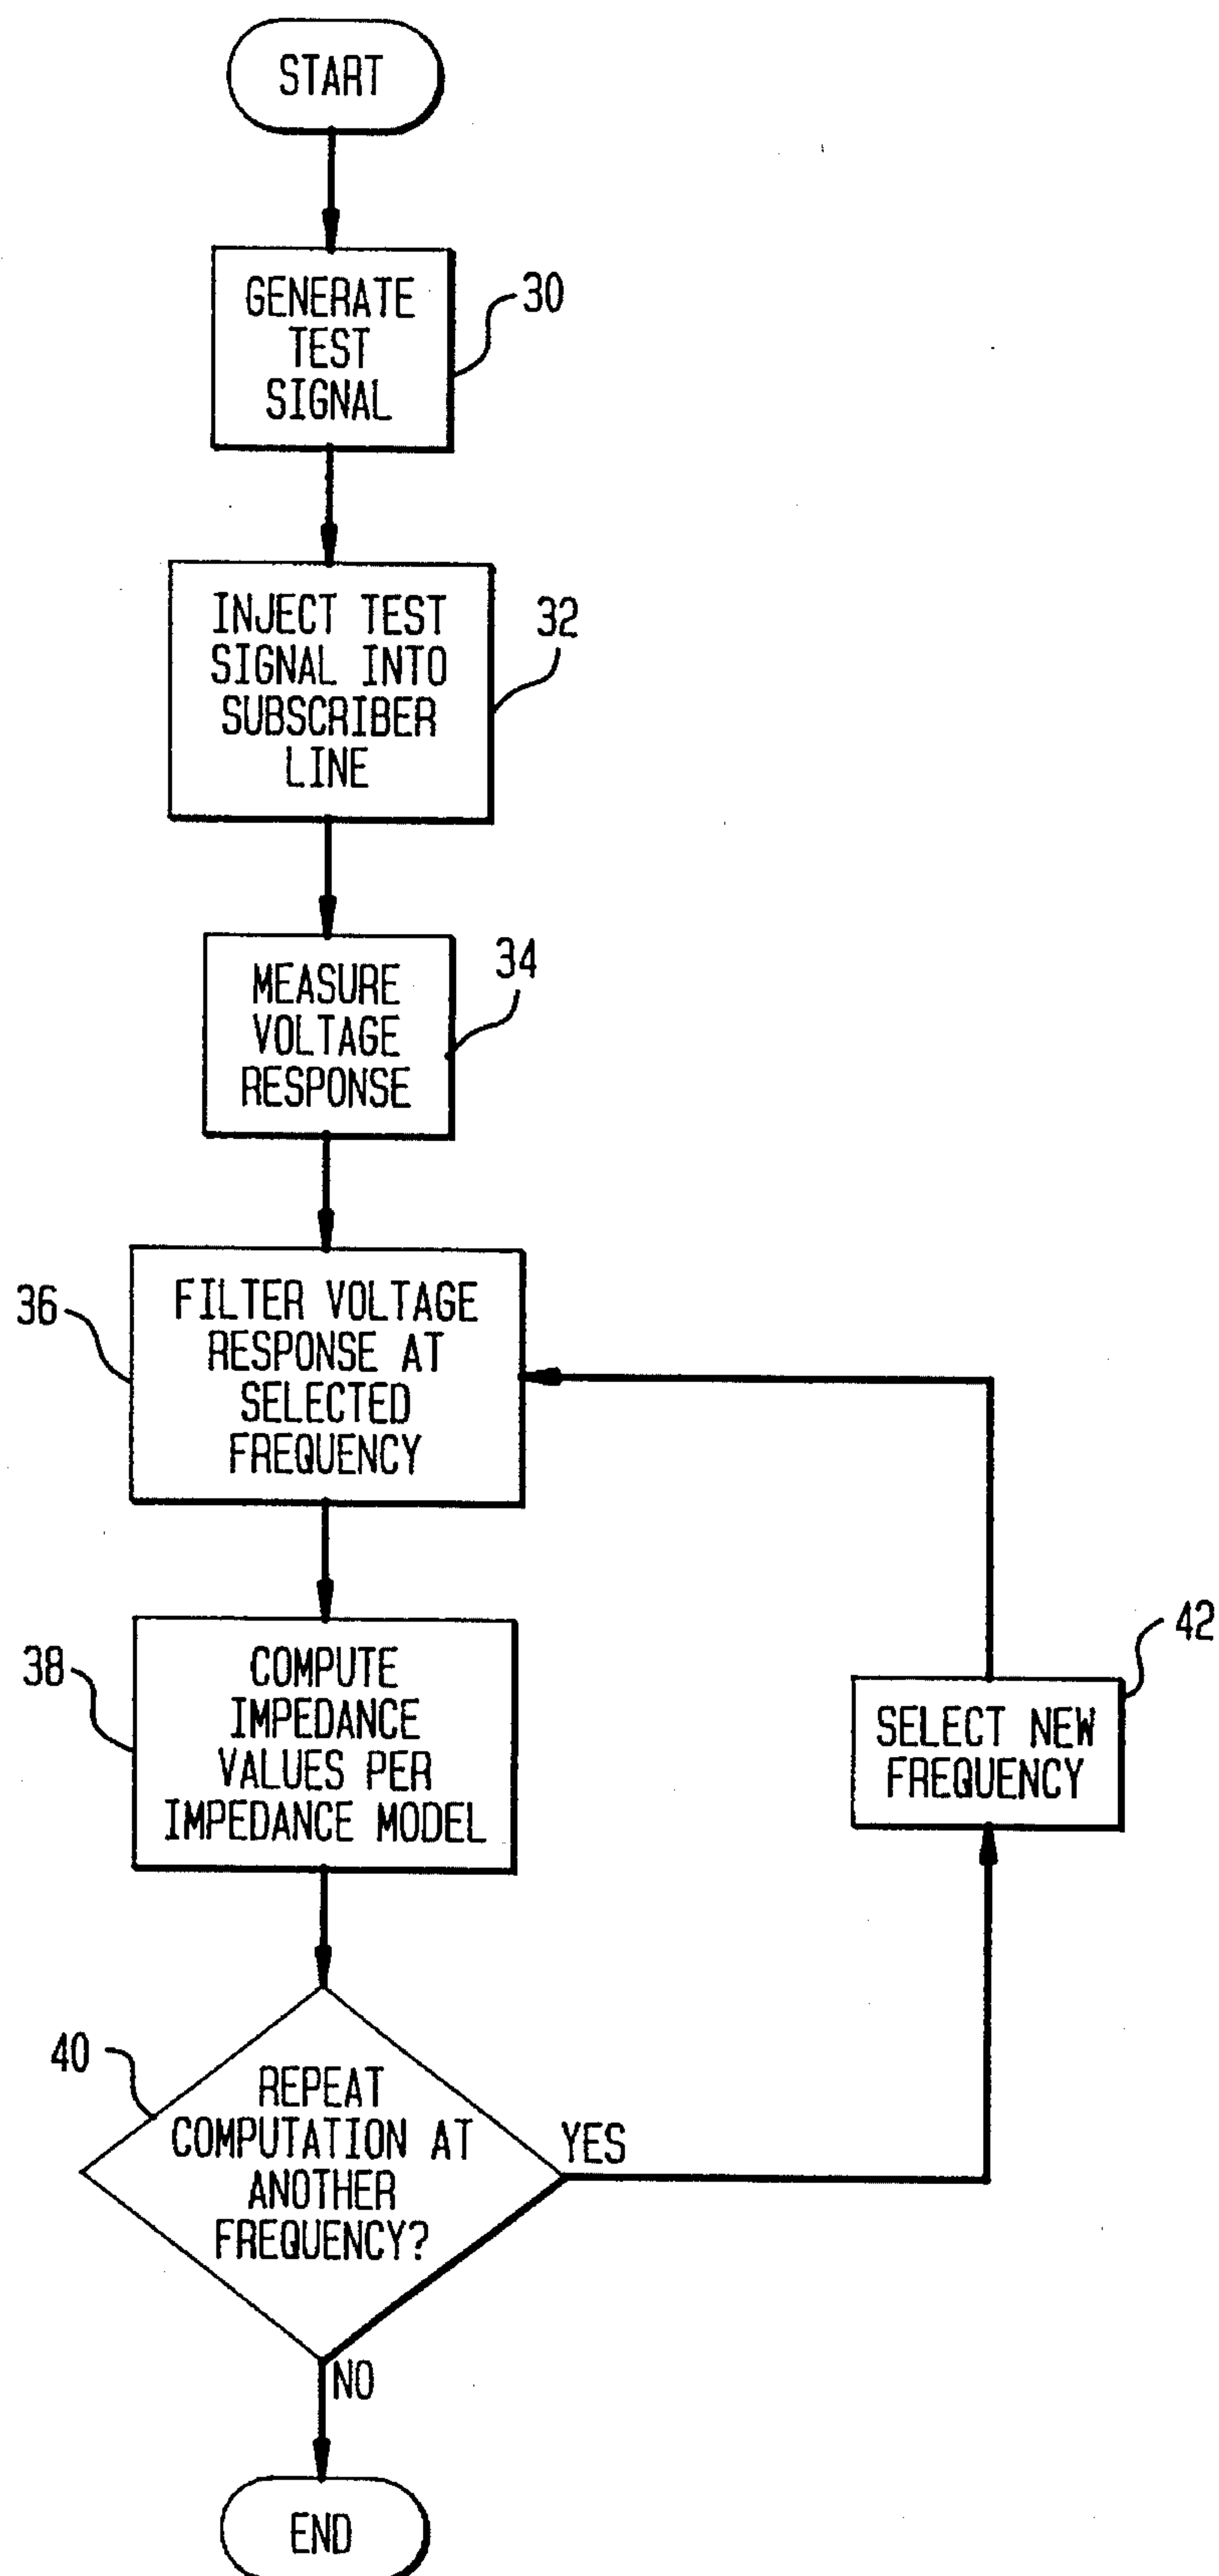 START
GENERATE
TEST
SIGNAL
30
INJECT TEST
SIGNAL INTO
SUBSCRIBER
LINE
32
MEASURE
VOLTAGE
RESPONSE
34
36
FILTER VOLTAGE
RESPONSE AT
SELECTED
FREQUENCY
38
COMPUTE
IMPEDANCE
VALUES PER
IMPEDANCE MODEL
42
SELECT NEW
FREQUENCY
40
REPEAT
COMPUTATION AT
ANOTHER
FREQUENCY?
YES
NO
END